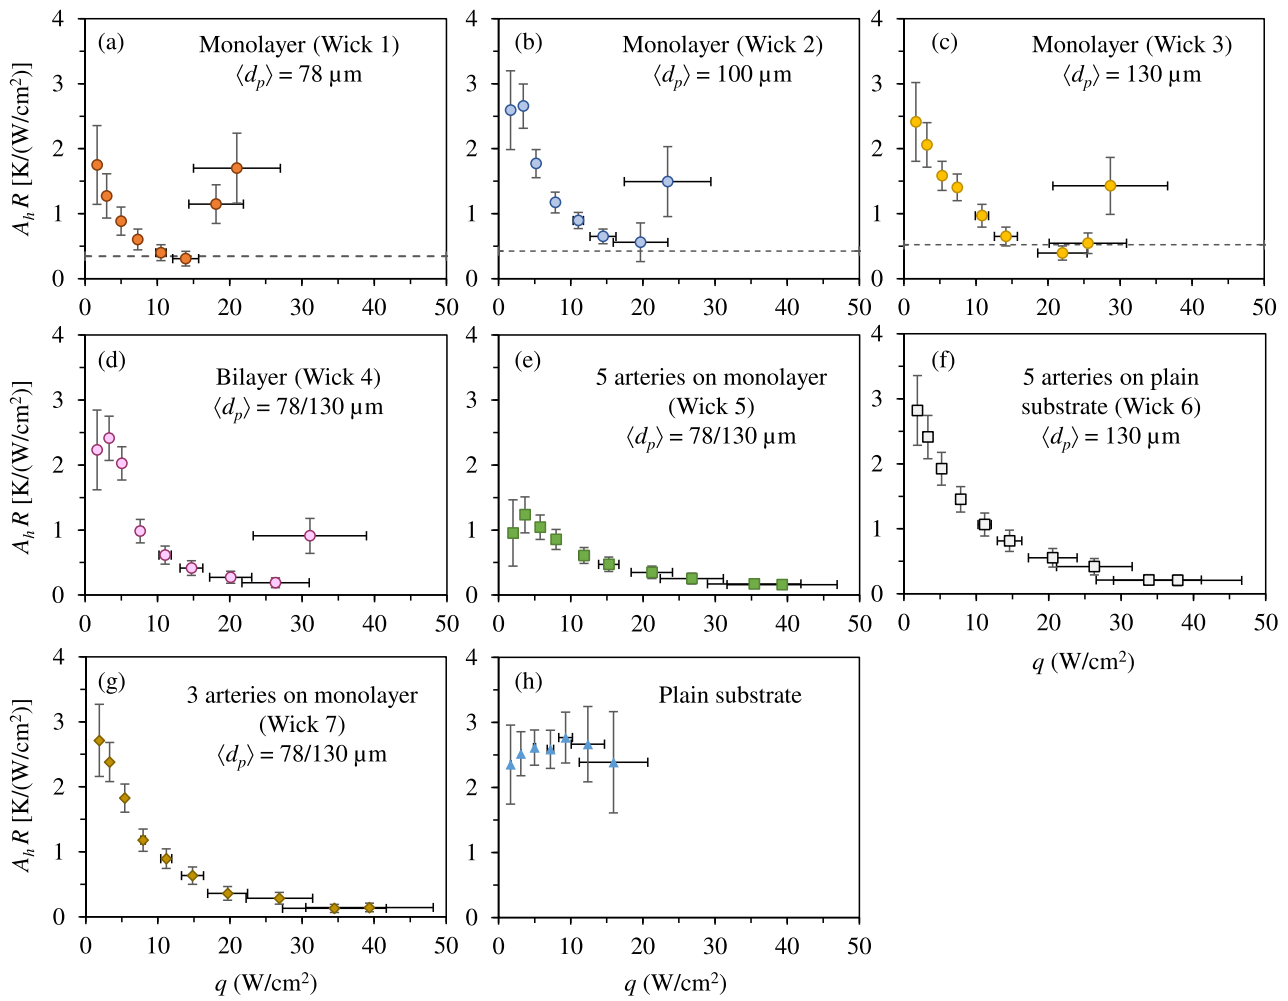 (a)
Monolayer (Wick 1)
⟨dₚ⟩ = 78 µm
A_h R [K/(W/cm²)]
4
3
2
1
0
0 10 20 30 40 50
(b)
Monolayer (Wick 2)
⟨dₚ⟩ = 100 µm
4
3
2
1
0
0 10 20 30 40 50
(c)
Monolayer (Wick 3)
⟨dₚ⟩ = 130 µm
4
3
2
1
0
0 10 20 30 40 50
(d)
Bilayer (Wick 4)
⟨dₚ⟩ = 78/130 µm
A_h R [K/(W/cm²)]
4
3
2
1
0
0 10 20 30 40 50
(e)
5 arteries on monolayer
(Wick 5)
⟨dₚ⟩ = 78/130 µm
4
3
2
1
0
0 10 20 30 40 50
(f)
5 arteries on plain
substrate (Wick 6)
⟨dₚ⟩ = 130 µm
4
3
2
1
0
0 10 20 30 40 50
q (W/cm²)
(g)
3 arteries on monolayer
(Wick 7)
⟨dₚ⟩ = 78/130 µm
A_h R [K/(W/cm²)]
4
3
2
1
0
0 10 20 30 40 50
q (W/cm²)
(h)
Plain substrate
4
3
2
1
0
0 10 20 30 40 50
q (W/cm²)